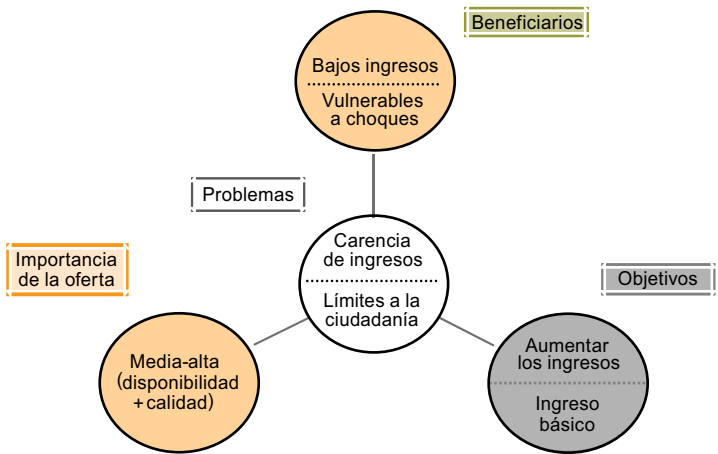 Beneficiarios
Bajos ingresos
Vulnerables
a choques
Problemas
Carencia
de ingresos
Límites a la
ciudadanía
Importancia
de la oferta
Objetivos
Media-alta
(disponibilidad
+calidad)
Aumentar
los ingresos
Ingreso
básico